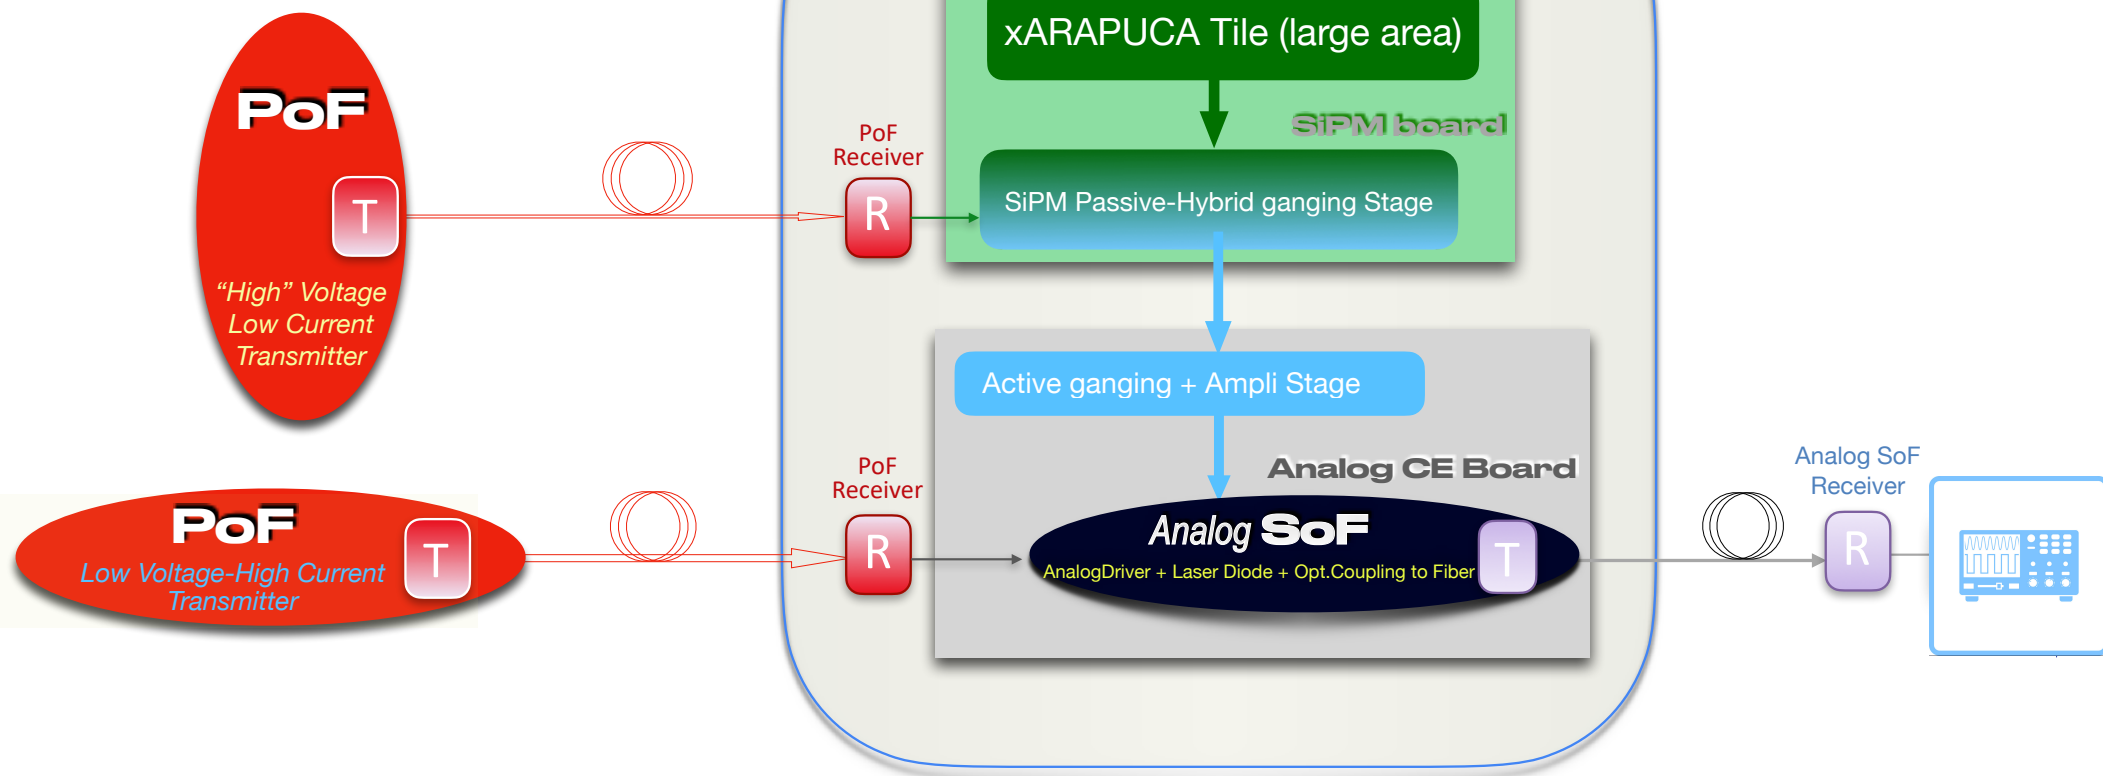 xARAPUCA Tile (large area)
PoF
SiPM board
PoF
Receiver
T
R
SiPM Passive-Hybrid ganging Stage
“High” Voltage
Low Current
Transmitter
Active ganging + Ampli Stage
PoF
Receiver
Analog CE Board
Analog SoF
Receiver
PoF
T
Low Voltage-High Current
Transmitter
R
Analog SoF
AnalogDriver + Laser Diode + Opt.Coupling to Fiber
T
R